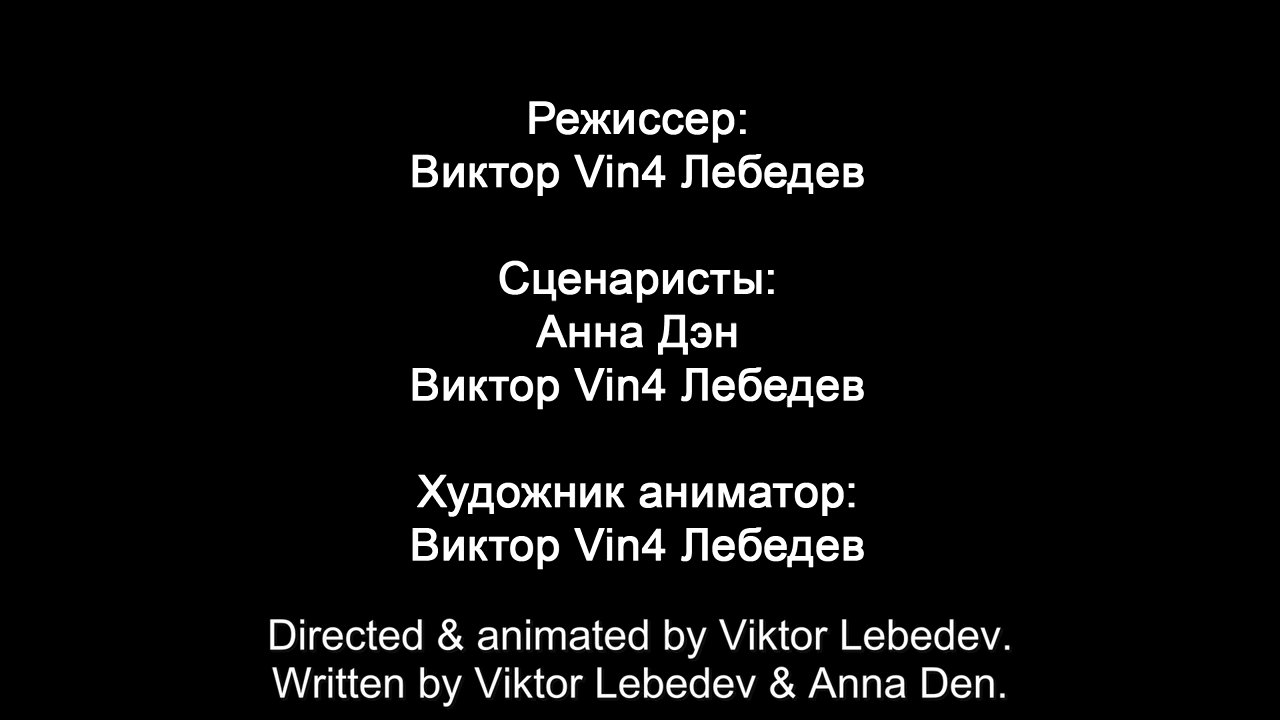 Режиссер:
Виктор Vin4 Лебедев
Сценаристы:
Анна Дэн
Виктор Vin4 Лебедев
Художник аниматор:
Виктор Vin4 Лебедев
Directed & animated by Viktor Lebedev.
Written by Viktor Lebedev & Anna Den.